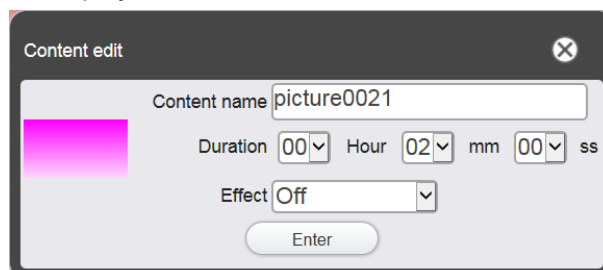 Content edit
Content name picture0021
Duration 00 Hour 02 mm 00 ss
Effect Off
Enter